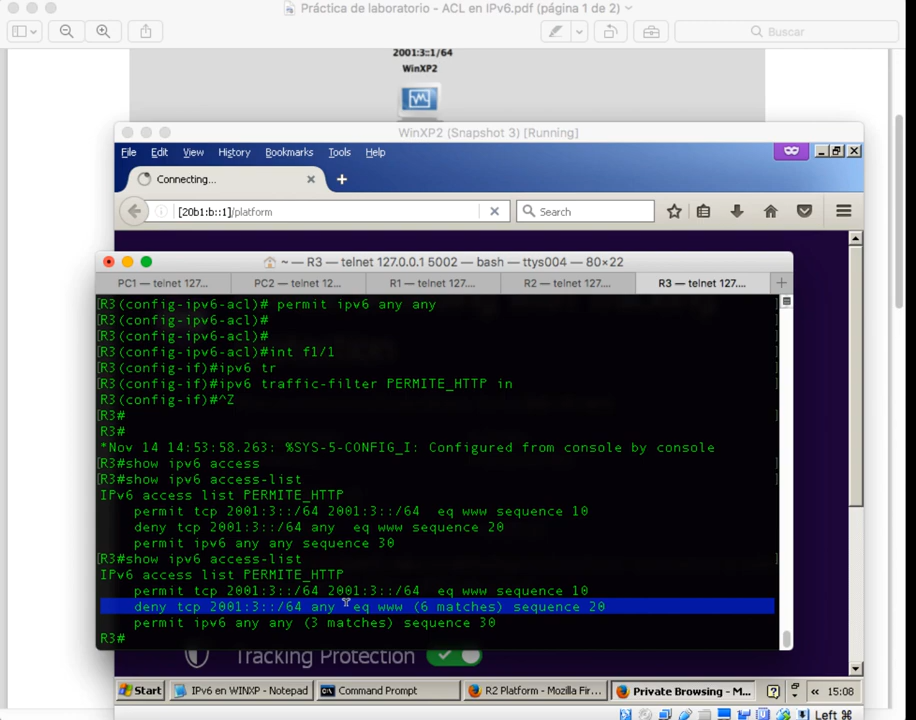 Práctica de laboratorio - ACL en IPv6.pdf (página 1 de 2)
Buscar
2001:3::1/64
WinXP2
WinXP2 (Snapshot 3) [Running]
File Edit View History Bookmarks Tools Help
Connecting...
[20b1:b::1]/platform
Search
~ — R3 — telnet 127.0.0.1 5002 — bash — ttys004 — 80×22
PC1 — telnet 127....
PC2 — telnet 12...
R1 — telnet 127....
R2 — telnet 127....
R3 — telnet 127....
[R3(config-ipv6-acl)# permit ipv6 any any ]
[R3(config-ipv6-acl)# ]
[R3(config-ipv6-acl)# ]
[R3(config-ipv6-acl)#int f1/1 ]
[R3(config-if)#ipv6 tr
[R3(config-if)#ipv6 traffic-filter PERMITE_HTTP in ]
R3(config-if)#^Z
[R3# ]
R3#
*Nov 14 14:53:58.263: %SYS-5-CONFIG_I: Configured from console by console
[R3#show ipv6 access ]
[R3#show ipv6 access-list ]
IPv6 access list PERMITE_HTTP
permit tcp 2001:3::/64 2001:3::/64 eq www sequence 10
deny tcp 2001:3::/64 any eq www sequence 20
permit ipv6 any any sequence 30
[R3#show ipv6 access-list ]
IPv6 access list PERMITE_HTTP
permit tcp 2001:3::/64 2001:3::/64 eq www sequence 10
deny tcp 2001:3::/64 any eq www (6 matches) sequence 20
permit ipv6 any any (3 matches) sequence 30
R3#
Tracking Protection
Start
IPv6 en WINXP - Notepad
Command Prompt
R2 Platform - Mozilla Fir...
Private Browsing - M...
15:08
Left ⌘